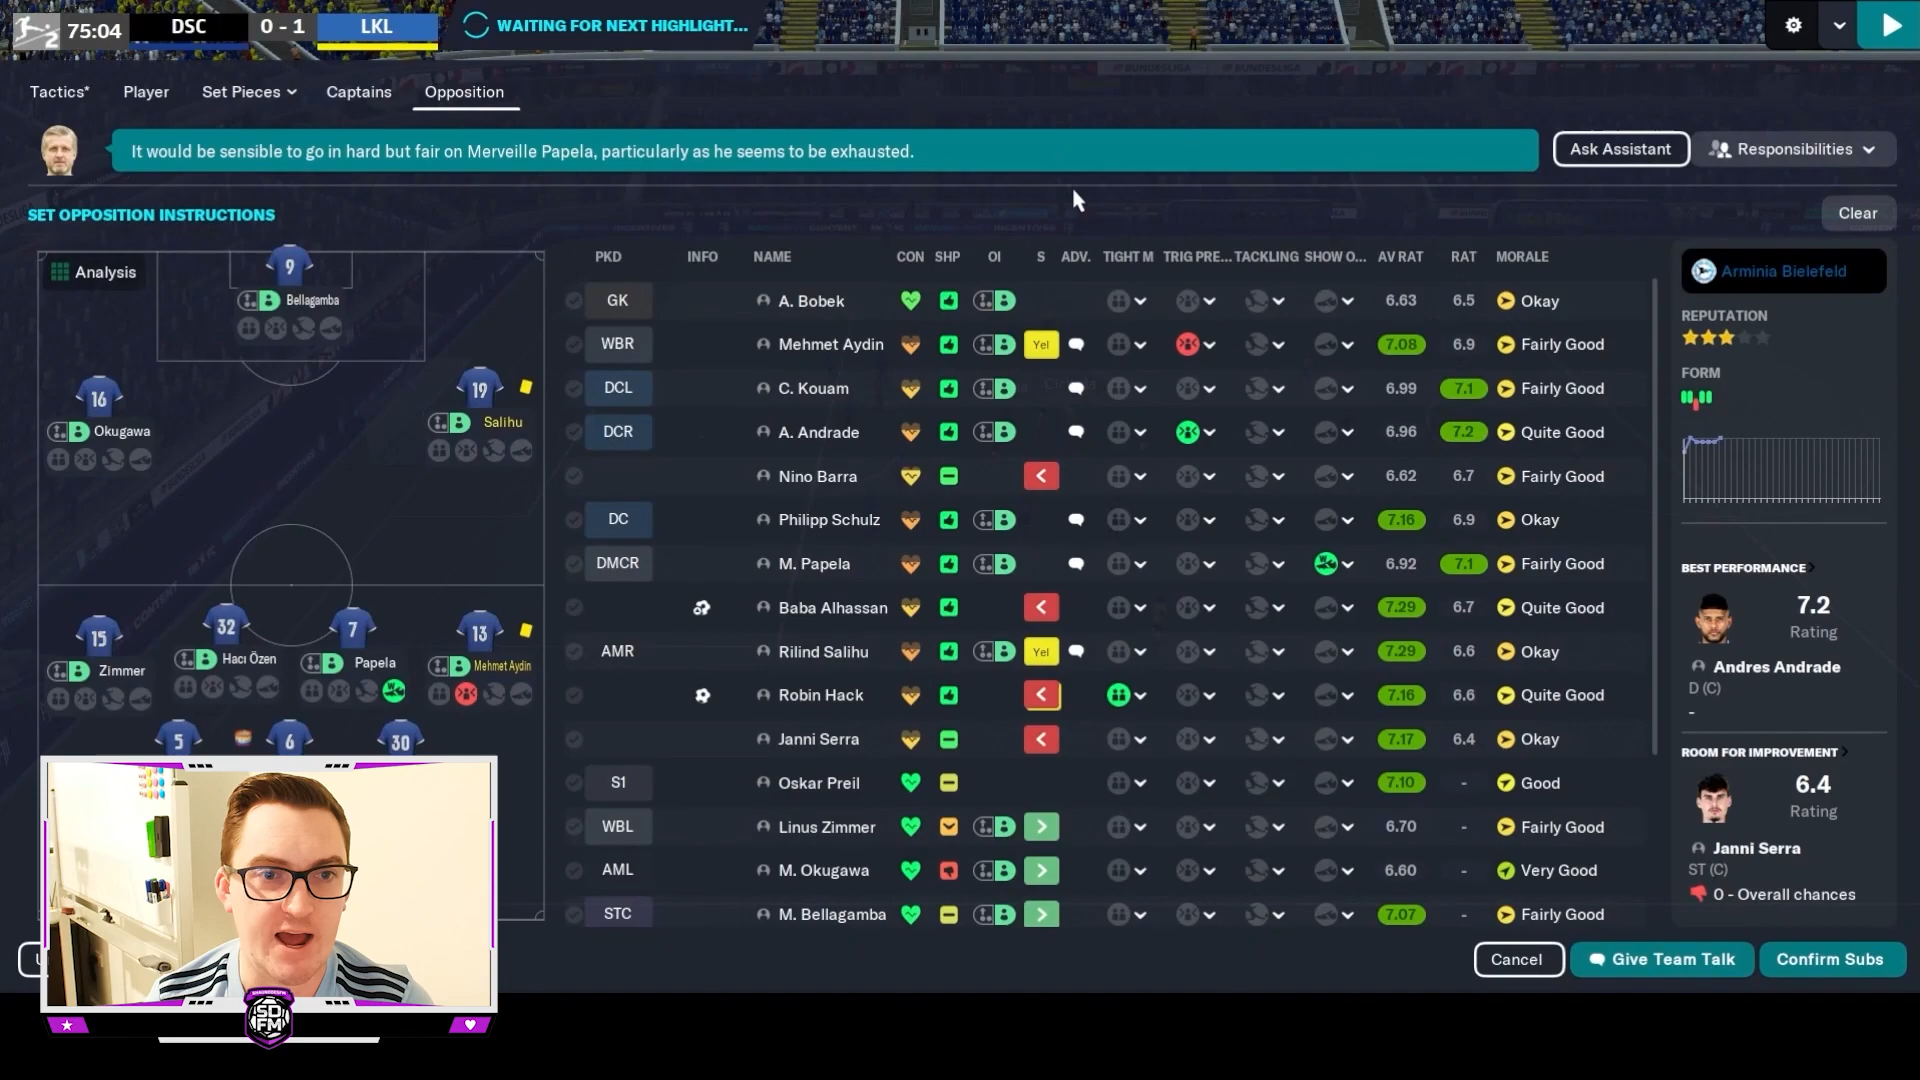 2 75:04 DSC 0 - 1 LKL WAITING FOR NEXT HIGHLIGHT...
Tactics* Player Set Pieces Captains Opposition
It would be sensible to go in hard but fair on Merveille Papela, particularly as he seems to be exhausted.
Ask Assistant Responsibilities
SET OPPOSITION INSTRUCTIONS Clear
Analysis
9
Bellagamba
16 Okugawa
19 Salihu
15 Zimmer
32 Hacı Özen
7 Papela
13 Mehmet Aydin
5 6 30
PKD INFO NAME CON SHP OI S ADV. TIGHT M TRIG PRE... TACKLING SHOW O... AV RAT RAT MORALE
GK A. Bobek 6.63 6.5 Okay
WBR Mehmet Aydin Yel 7.08 6.9 Fairly Good
DCL C. Kouam 6.99 7.1 Fairly Good
DCR A. Andrade 6.96 7.2 Quite Good
Nino Barra 6.62 6.7 Fairly Good
DC Philipp Schulz 7.16 6.9 Okay
DMCR M. Papela 6.92 7.1 Fairly Good
Baba Alhassan 7.29 6.7 Quite Good
AMR Rilind Salihu Yel 7.29 6.6 Okay
Robin Hack 7.16 6.6 Quite Good
Janni Serra 7.17 6.4 Okay
S1 Oskar Preil 7.10 - Good
WBL Linus Zimmer 6.70 - Fairly Good
AML M. Okugawa 6.60 - Very Good
STC M. Bellagamba 7.07 - Fairly Good
Arminia Bielefeld
REPUTATION
FORM
BEST PERFORMANCE
7.2
Rating
Andres Andrade
D (C)
-
ROOM FOR IMPROVEMENT
6.4
Rating
Janni Serra
ST (C)
0 - Overall chances
Cancel Give Team Talk Confirm Subs
SD
FM